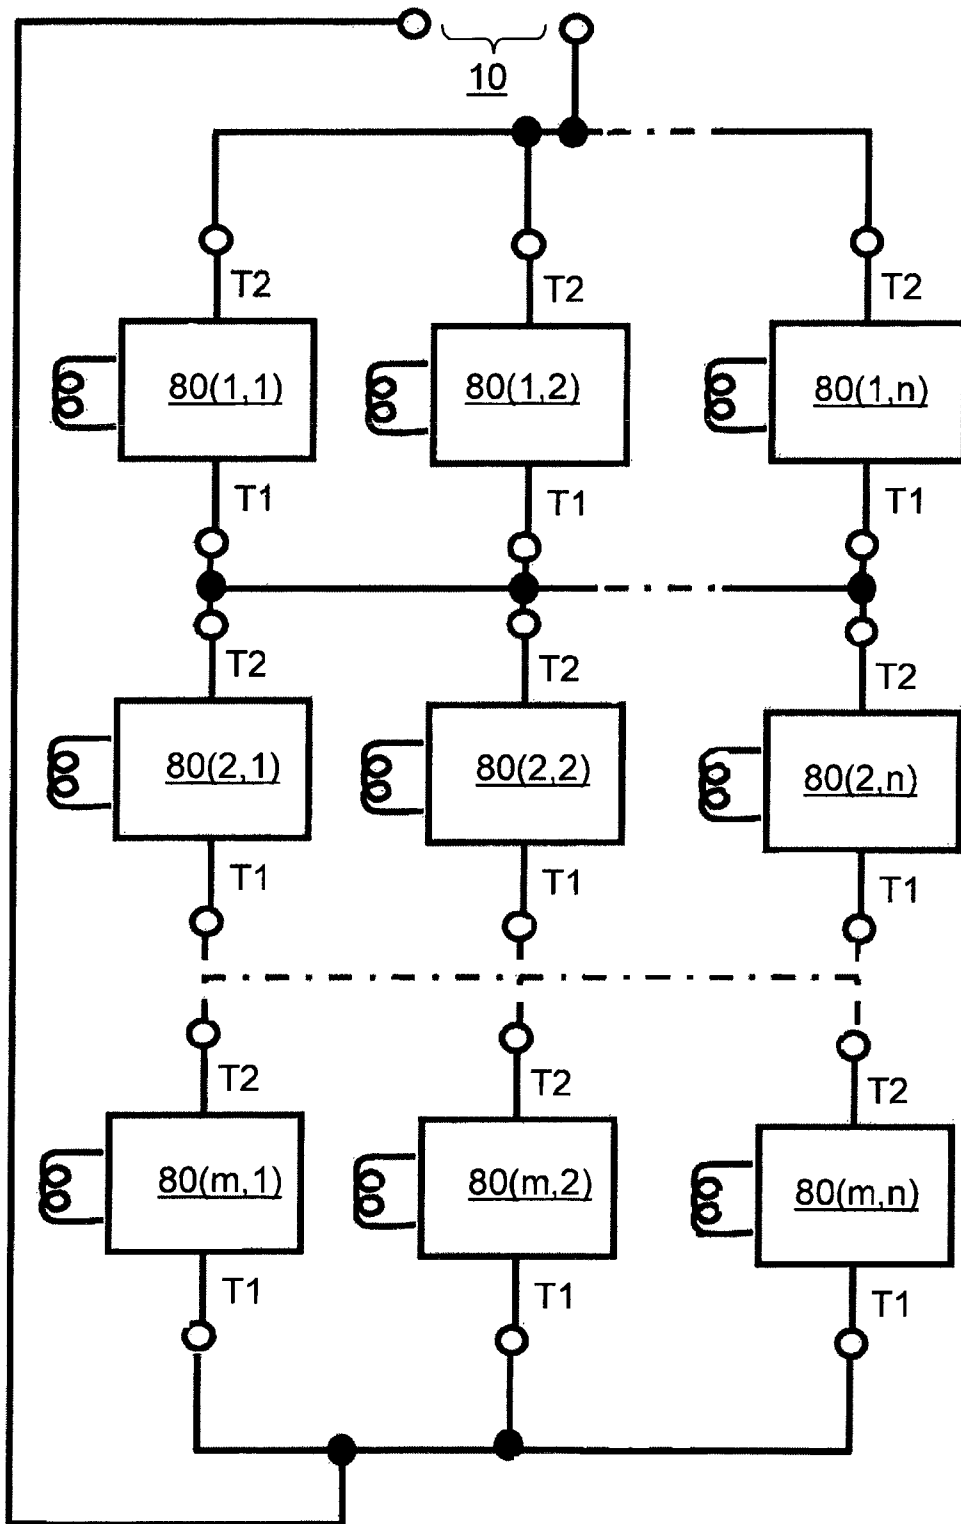 10
T2 T2 T2
80(1,1) 80(1,2) 80(1,n)
T1 T1 T1
T2 T2 T2
80(2,1) 80(2,2) 80(2,n)
T1 T1 T1
T2 T2 T2
80(m,1) 80(m,2) 80(m,n)
T1 T1 T1